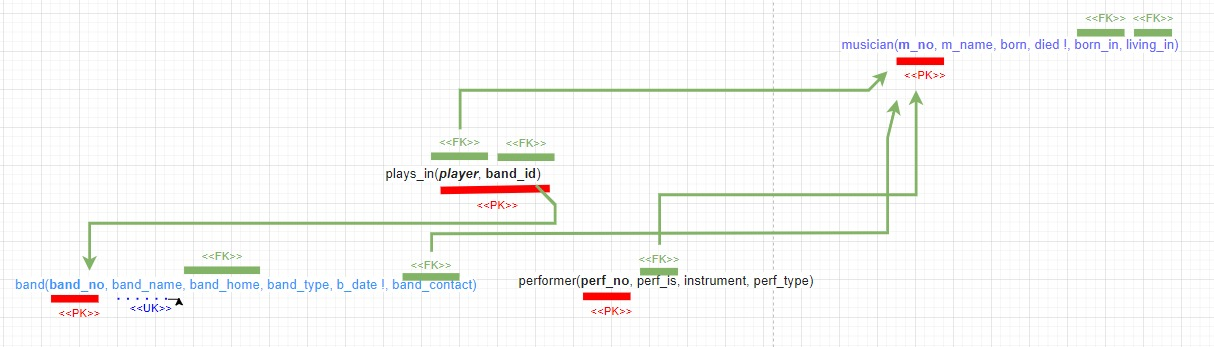 <<FK>> <<FK>>
musician(m_no, m_name, born, died !, born_in, living_in)
<<PK>>
<<FK>> <<FK>>
plays_in(player, band_id)
<<PK>>
<<FK>>
<<FK>>
<<FK>>
band(band_no, band_name, band_home, band_type, b_date !, band_contact)
performer(perf_no, perf_is, instrument, perf_type)
<<PK>>
<<UK>>
<<PK>>